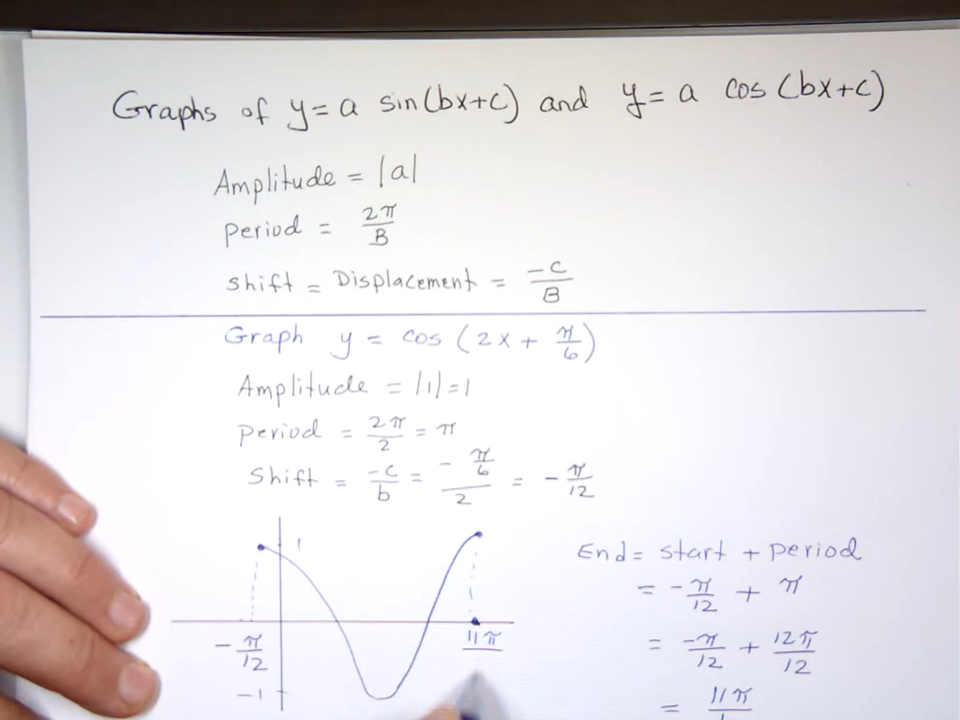 Graphs of y = a sin(bx+c) and y = a cos(bx+c)
Amplitude = |a|
period = 2π/B
shift = Displacement = -c/B
Graph y = cos(2x + π/6)
Amplitude = |1| = 1
period = 2π/2 = π
Shift = -c/b = -π/6/2 = -π/12
1
-π/12
11π
-1
End = start + period
= -π/12 + π
= -π/12 + 12π/12
= 11π